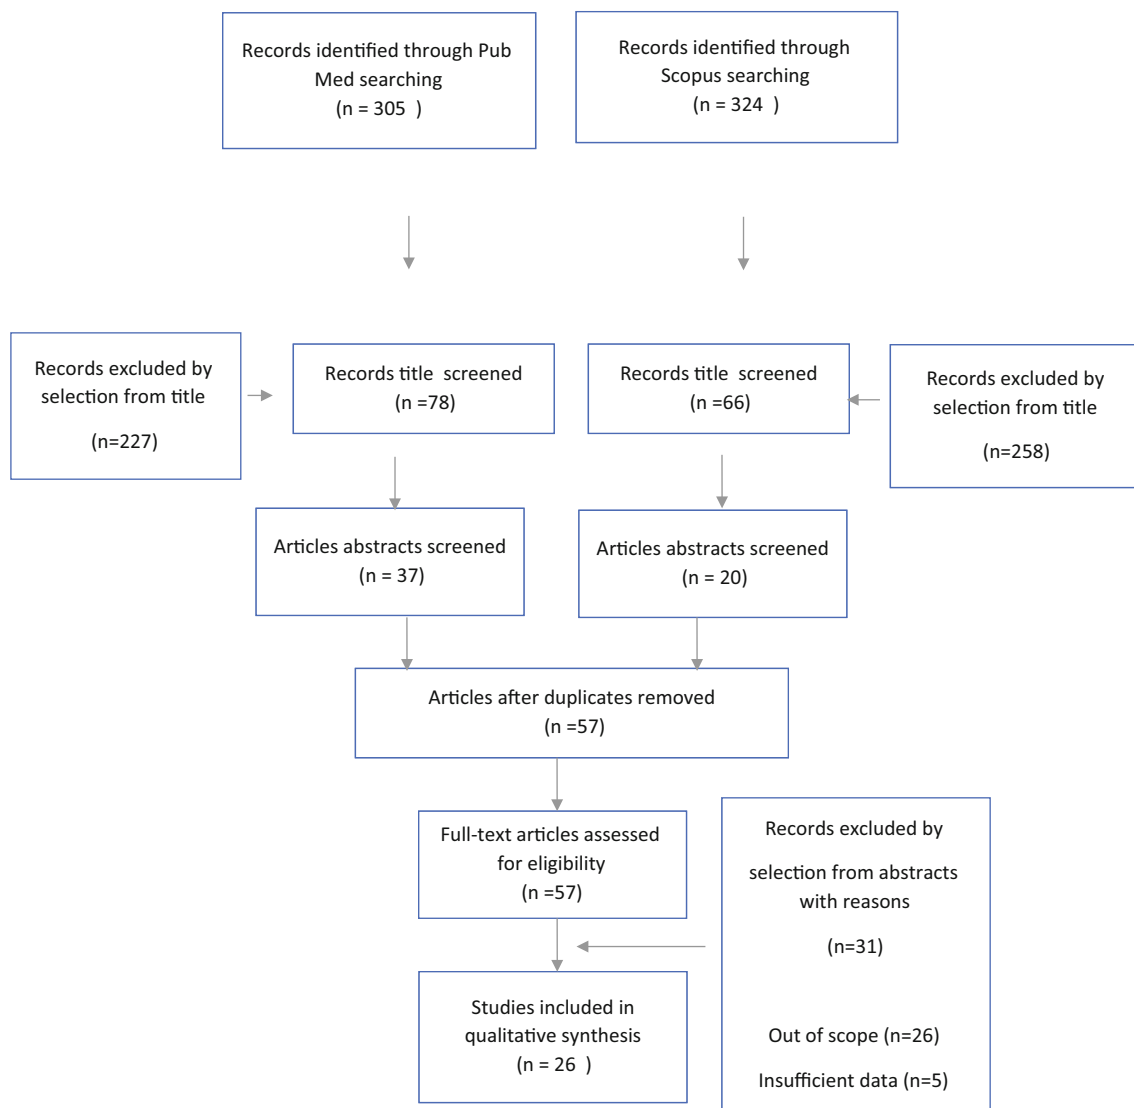 Records identified through Pub
Med searching
(n = 305 )
Records identified through
Scopus searching
(n = 324 )
Records excluded by
selection from title
(n=227)
Records title screened
(n =78)
Records title screened
(n =66)
Records excluded by
selection from title
(n=258)
Articles abstracts screened
(n = 37)
Articles abstracts screened
(n = 20)
Articles after duplicates removed
(n =57)
Full-text articles assessed
for eligibility
(n =57)
Records excluded by
selection from abstracts
with reasons
(n=31)
Out of scope (n=26)
Insufficient data (n=5)
Studies included in
qualitative synthesis
(n = 26 )